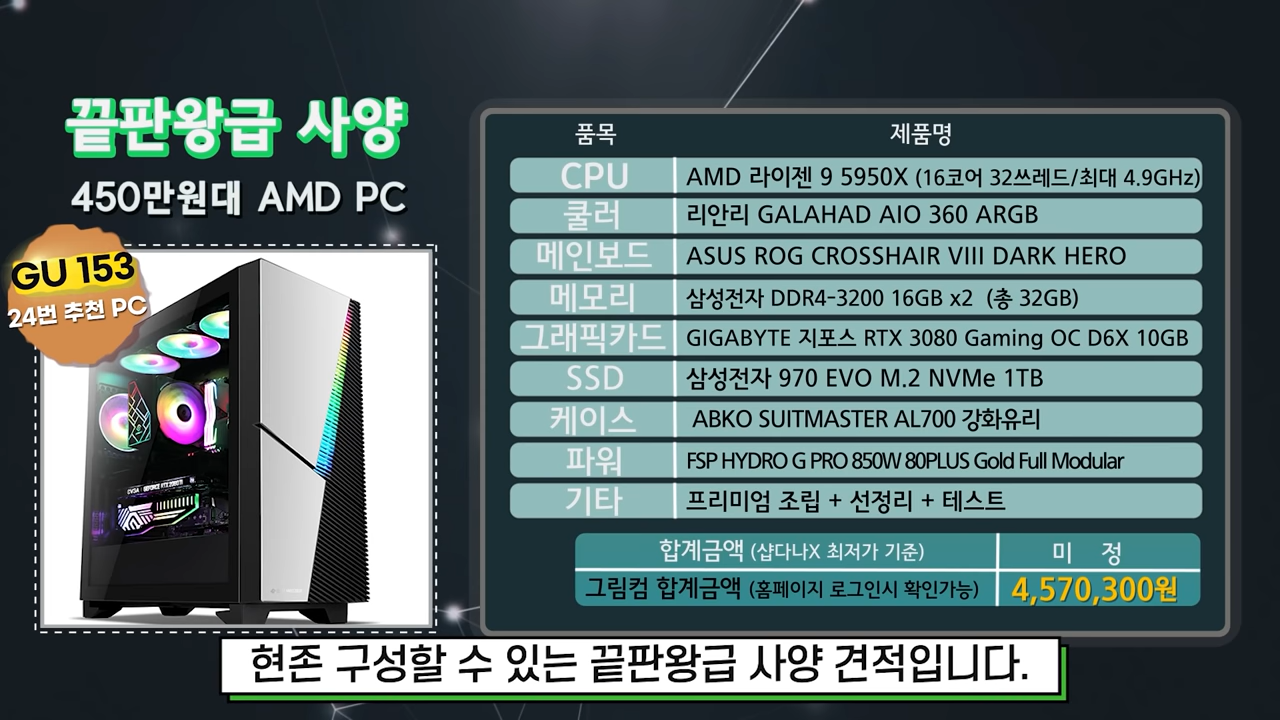 끝판왕급 사양
450만원대 AMD PC
GU 153
24번 추천 PC
품목 제품명
CPU AMD 라이젠 9 5950X (16코어 32쓰레드/최대 4.9GHz)
쿨러 리안리 GALAHAD AIO 360 ARGB
메인보드 ASUS ROG CROSSHAIR VIII DARK HERO
메모리 삼성전자 DDR4-3200 16GB x2 (총 32GB)
그래픽카드 GIGABYTE 지포스 RTX 3080 Gaming OC D6X 10GB
SSD 삼성전자 970 EVO M.2 NVMe 1TB
케이스 ABKO SUITMASTER AL700 강화유리
파워 FSP HYDRO G PRO 850W 80PLUS Gold Full Modular
기타 프리미엄 조립 + 선정리 + 테스트
합계금액 (샵다나X 최저가 기준) 미 정
그림컴 합계금액 (홈페이지 로그인시 확인가능) 4,570,300원
현존 구성할 수 있는 끝판왕급 사양 견적입니다.